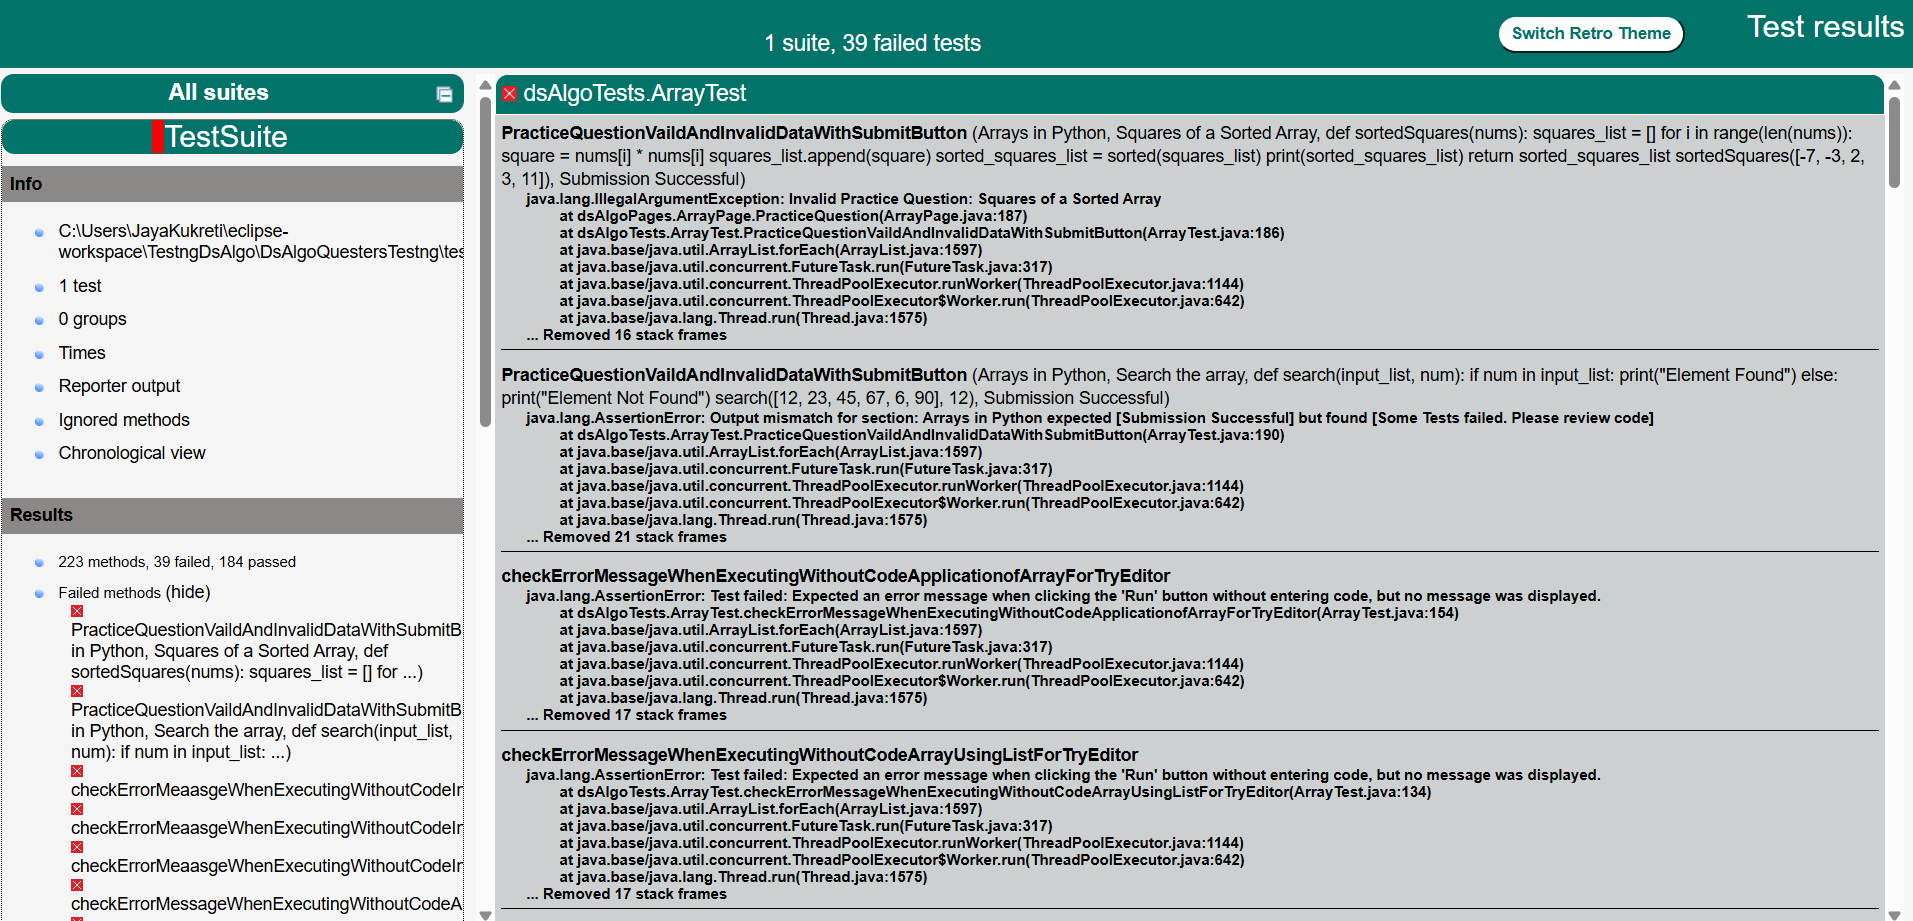 1 suite, 39 failed tests
Switch Retro Theme
Test results
All suites
TestSuite
Info
C:\Users\JayaKukreti\eclipse-
workspace\TestngDsAlgo\DsAlgoQuestersTestng\tes
1 test
0 groups
Times
Reporter output
Ignored methods
Chronological view
Results
223 methods, 39 failed, 184 passed
Failed methods (hide)
PracticeQuestionVaildAndInvalidDataWithSubmitB
in Python, Squares of a Sorted Array, def
sortedSquares(nums): squares_list = [] for ...)
PracticeQuestionVaildAndInvalidDataWithSubmitB
in Python, Search the array, def search(input_list,
num): if num in input_list: ...)
checkErrorMeaasgeWhenExecutingWithoutCodeIn
checkErrorMeaasgeWhenExecutingWithoutCodeIn
checkErrorMeaasgeWhenExecutingWithoutCodeIn
checkErrorMessageWhenExecutingWithoutCodeA
dsAlgoTests.ArrayTest
PracticeQuestionVaildAndInvalidDataWithSubmitButton (Arrays in Python, Squares of a Sorted Array, def sortedSquares(nums): squares_list = [] for i in range(len(nums)):
square = nums[i] * nums[i] squares_list.append(square) sorted_squares_list = sorted(squares_list) print(sorted_squares_list) return sorted_squares_list sortedSquares([-7, -3, 2,
3, 11]), Submission Successful)
java.lang.IllegalArgumentException: Invalid Practice Question: Squares of a Sorted Array
at dsAlgoPages.ArrayPage.PracticeQuestion(ArrayPage.java:187)
at dsAlgoTests.ArrayTest.PracticeQuestionVaildAndInvalidDataWithSubmitButton(ArrayTest.java:186)
at java.base/java.util.ArrayList.forEach(ArrayList.java:1597)
at java.base/java.util.concurrent.FutureTask.run(FutureTask.java:317)
at java.base/java.util.concurrent.ThreadPoolExecutor.runWorker(ThreadPoolExecutor.java:1144)
at java.base/java.util.concurrent.ThreadPoolExecutor$Worker.run(ThreadPoolExecutor.java:642)
at java.base/java.lang.Thread.run(Thread.java:1575)
... Removed 16 stack frames
PracticeQuestionVaildAndInvalidDataWithSubmitButton (Arrays in Python, Search the array, def search(input_list, num): if num in input_list: print("Element Found") else:
print("Element Not Found") search([12, 23, 45, 67, 6, 90], 12), Submission Successful)
java.lang.AssertionError: Output mismatch for section: Arrays in Python expected [Submission Successful] but found [Some Tests failed. Please review code]
at dsAlgoTests.ArrayTest.PracticeQuestionVaildAndInvalidDataWithSubmitButton(ArrayTest.java:190)
at java.base/java.util.ArrayList.forEach(ArrayList.java:1597)
at java.base/java.util.concurrent.FutureTask.run(FutureTask.java:317)
at java.base/java.util.concurrent.ThreadPoolExecutor.runWorker(ThreadPoolExecutor.java:1144)
at java.base/java.util.concurrent.ThreadPoolExecutor$Worker.run(ThreadPoolExecutor.java:642)
at java.base/java.lang.Thread.run(Thread.java:1575)
... Removed 21 stack frames
checkErrorMessageWhenExecutingWithoutCodeApplicationofArrayForTryEditor
java.lang.AssertionError: Test failed: Expected an error message when clicking the 'Run' button without entering code, but no message was displayed.
at dsAlgoTests.ArrayTest.checkErrorMessageWhenExecutingWithoutCodeApplicationofArrayForTryEditor(ArrayTest.java:154)
at java.base/java.util.ArrayList.forEach(ArrayList.java:1597)
at java.base/java.util.concurrent.FutureTask.run(FutureTask.java:317)
at java.base/java.util.concurrent.ThreadPoolExecutor.runWorker(ThreadPoolExecutor.java:1144)
at java.base/java.util.concurrent.ThreadPoolExecutor$Worker.run(ThreadPoolExecutor.java:642)
at java.base/java.lang.Thread.run(Thread.java:1575)
... Removed 17 stack frames
checkErrorMessageWhenExecutingWithoutCodeArrayUsingListForTryEditor
java.lang.AssertionError: Test failed: Expected an error message when clicking the 'Run' button without entering code, but no message was displayed.
at dsAlgoTests.ArrayTest.checkErrorMessageWhenExecutingWithoutCodeArrayUsingListForTryEditor(ArrayTest.java:134)
at java.base/java.util.ArrayList.forEach(ArrayList.java:1597)
at java.base/java.util.concurrent.FutureTask.run(FutureTask.java:317)
at java.base/java.util.concurrent.ThreadPoolExecutor.runWorker(ThreadPoolExecutor.java:1144)
at java.base/java.util.concurrent.ThreadPoolExecutor$Worker.run(ThreadPoolExecutor.java:642)
at java.base/java.lang.Thread.run(Thread.java:1575)
... Removed 17 stack frames